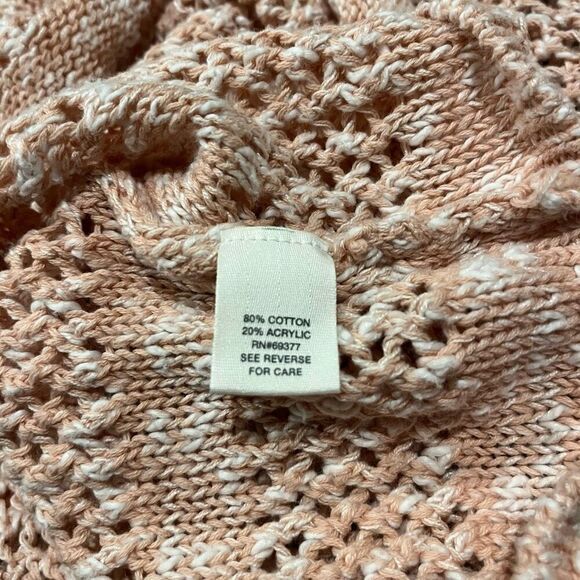 80% COTTON
20% ACRYLIC
RN#69377
SEE REVERSE
FOR CARE